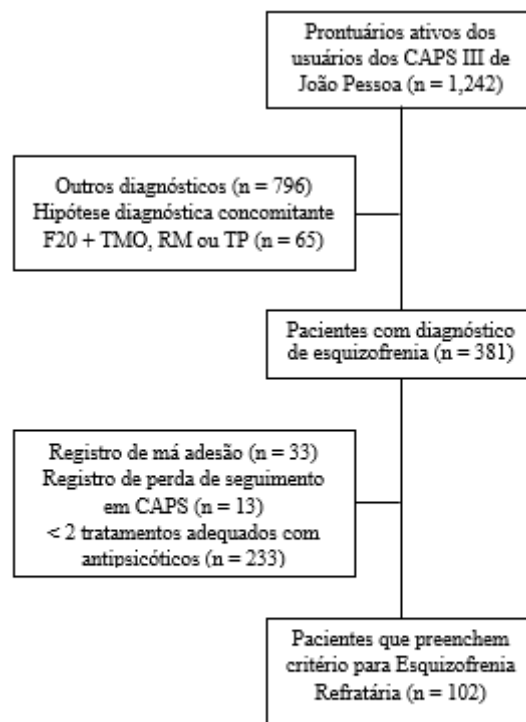 Prontuários ativos dos
usuários dos CAPS III de
João Pessoa (n = 1,242)
Outros diagnósticos (n = 796)
Hipótese diagnóstica concomitante
F20 + TMO, RM ou TP (n = 65)
Pacientes com diagnóstico
de esquizofrenia (n = 381)
Registro de má adesão (n = 33)
Registro de perda de seguimento
em CAPS (n = 13)
< 2 tratamentos adequados com
antipsicóticos (n = 233)
Pacientes que preenchem
critério para Esquizofrenia
Refratária (n = 102)